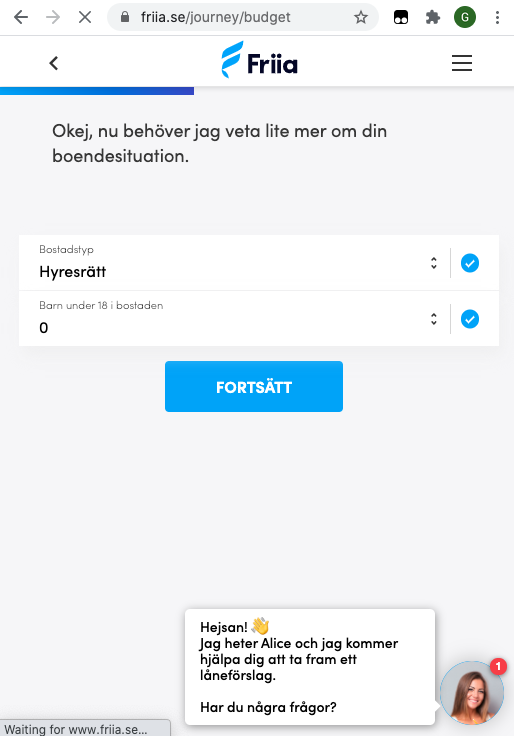 friia.se/journey/budget
G
Friia
Okej, nu behöver jag veta lite mer om din
boendesituation.
Bostadstyp
Hyresrätt
Barn under 18 i bostaden
0
FORTSÄTT
Hejsan! 👋
Jag heter Alice och jag kommer
hjälpa dig att ta fram ett
låneförslag.
Har du några frågor?
1
Waiting for www.friia.se...